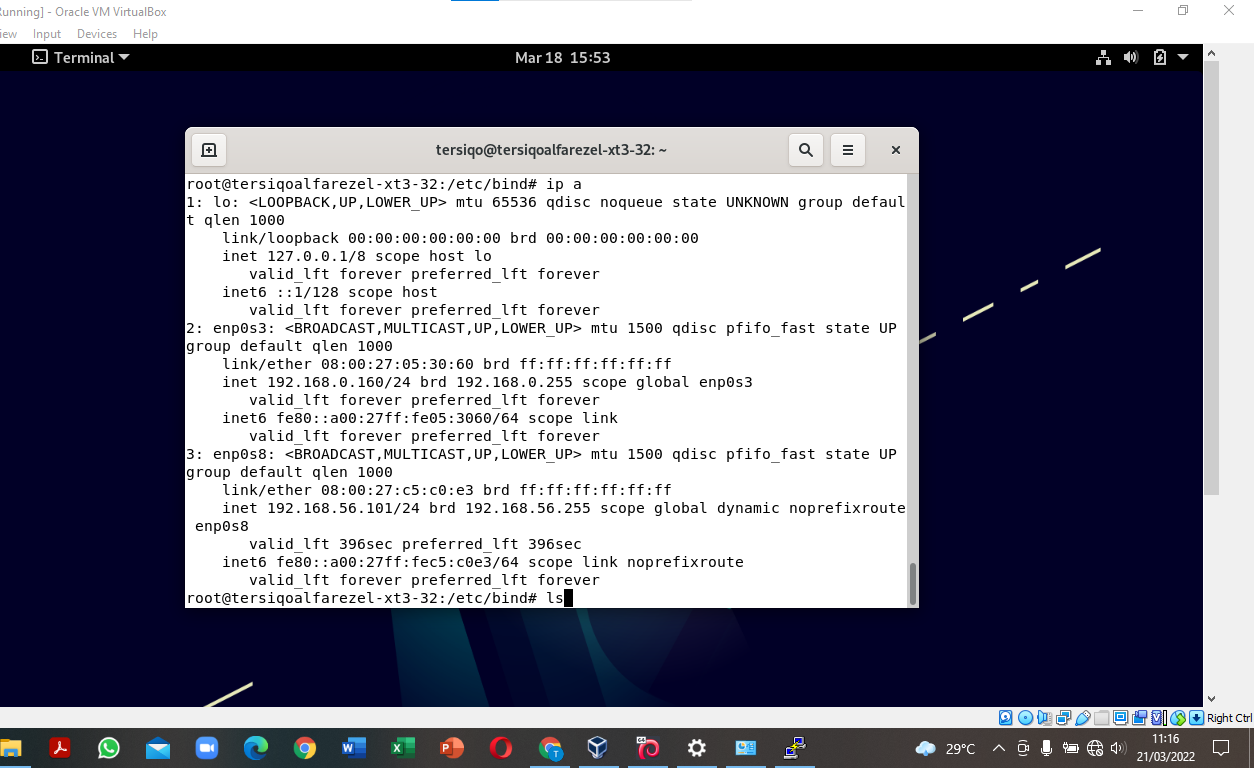 Running] - Oracle VM VirtualBox
iew Input Devices Help
Terminal Mar 18 15:53
tersiqo@tersiqoalfarezel-xt3-32: ~
root@tersiqoalfarezel-xt3-32:/etc/bind# ip a
1: lo: <LOOPBACK,UP,LOWER_UP> mtu 65536 qdisc noqueue state UNKNOWN group defaul
t qlen 1000
    link/loopback 00:00:00:00:00:00 brd 00:00:00:00:00:00
    inet 127.0.0.1/8 scope host lo
       valid_lft forever preferred_lft forever
    inet6 ::1/128 scope host
       valid_lft forever preferred_lft forever
2: enp0s3: <BROADCAST,MULTICAST,UP,LOWER_UP> mtu 1500 qdisc pfifo_fast state UP
group default qlen 1000
    link/ether 08:00:27:05:30:60 brd ff:ff:ff:ff:ff:ff
    inet 192.168.0.160/24 brd 192.168.0.255 scope global enp0s3
       valid_lft forever preferred_lft forever
    inet6 fe80::a00:27ff:fe05:3060/64 scope link
       valid_lft forever preferred_lft forever
3: enp0s8: <BROADCAST,MULTICAST,UP,LOWER_UP> mtu 1500 qdisc pfifo_fast state UP
group default qlen 1000
    link/ether 08:00:27:c5:c0:e3 brd ff:ff:ff:ff:ff:ff
    inet 192.168.56.101/24 brd 192.168.56.255 scope global dynamic noprefixroute
 enp0s8
       valid_lft 396sec preferred_lft 396sec
    inet6 fe80::a00:27ff:fec5:c0e3/64 scope link noprefixroute
       valid_lft forever preferred_lft forever
root@tersiqoalfarezel-xt3-32:/etc/bind# ls
Right Ctrl
29°C
11:16
21/03/2022